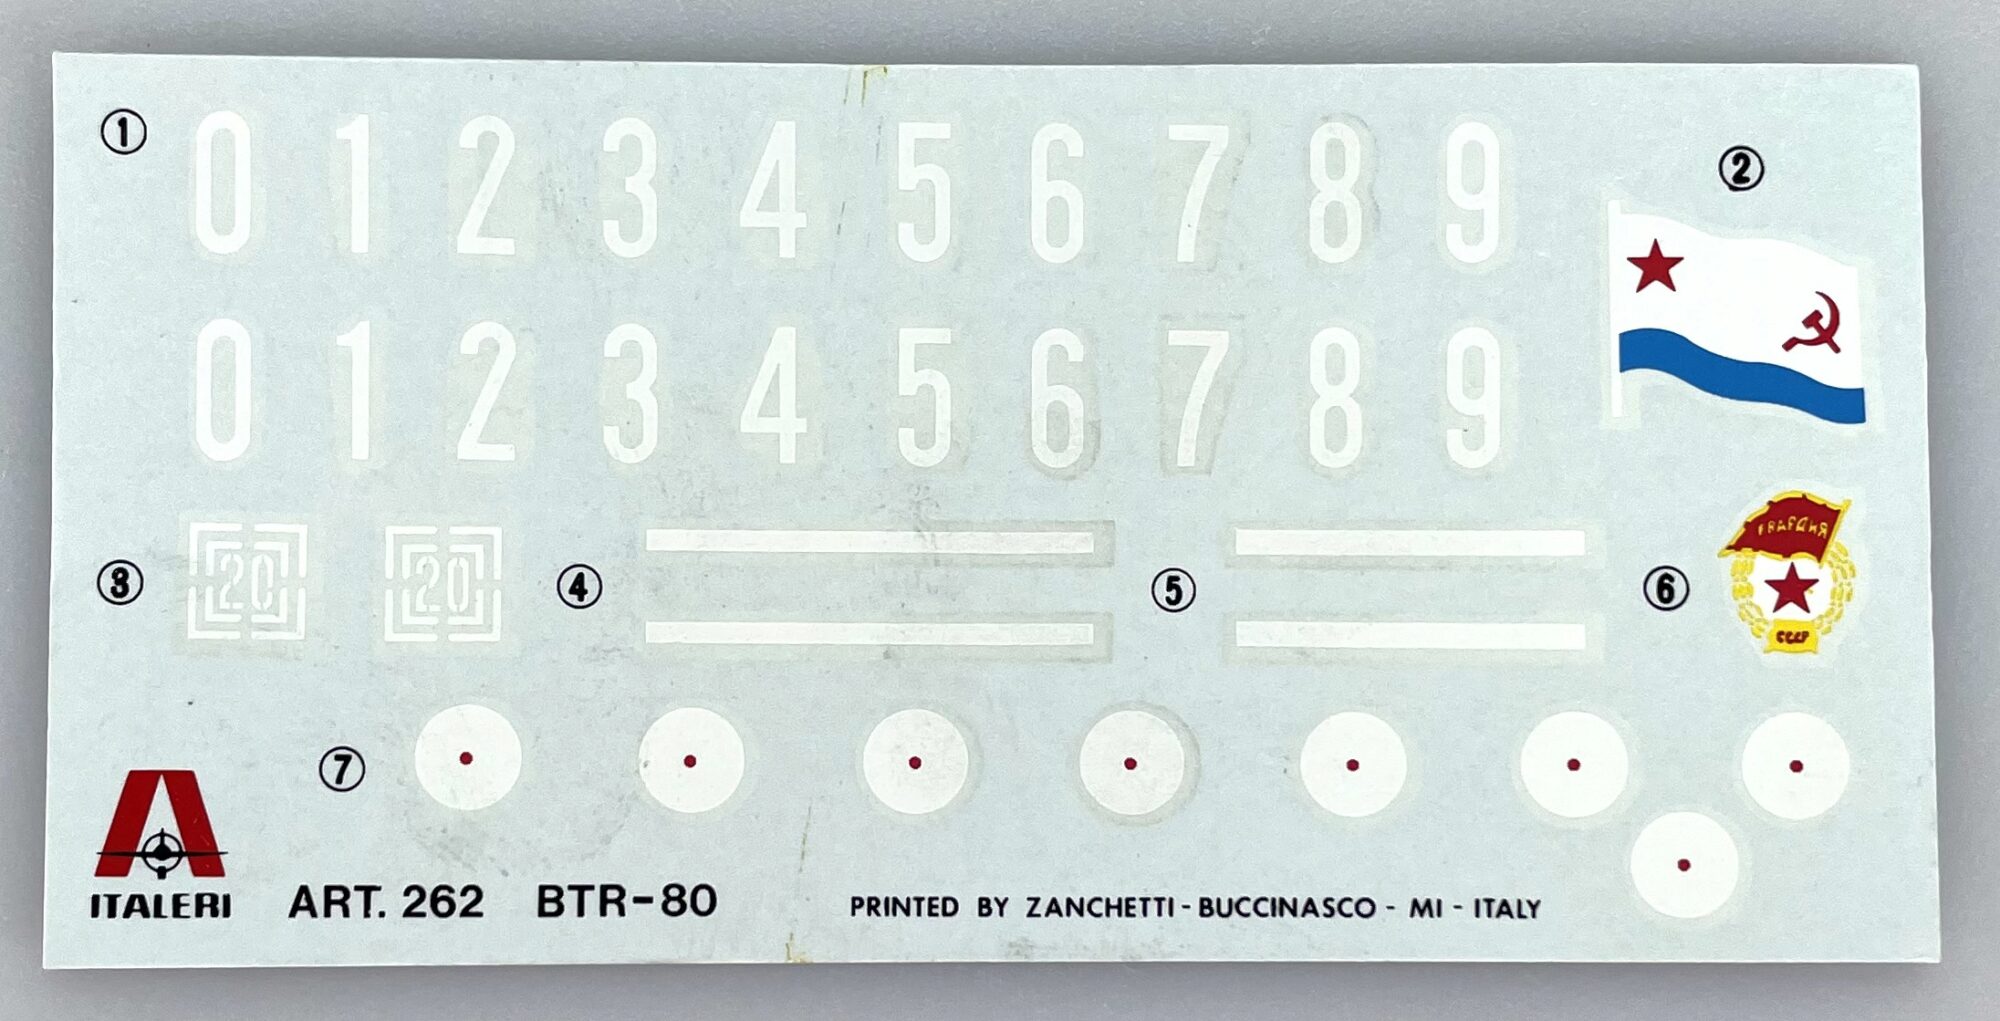 ① 0 1 2 3 4 5 6 7 8 9
②
0 1 2 3 4 5 6 7 8 9
③ 20 20 ④ ⑤ ⑥
ГВАРДИЯ
СССР
⑦
ITALERI ART. 262 BTR-80 PRINTED BY ZANCHETTI - BUCCINASCO - MI - ITALY